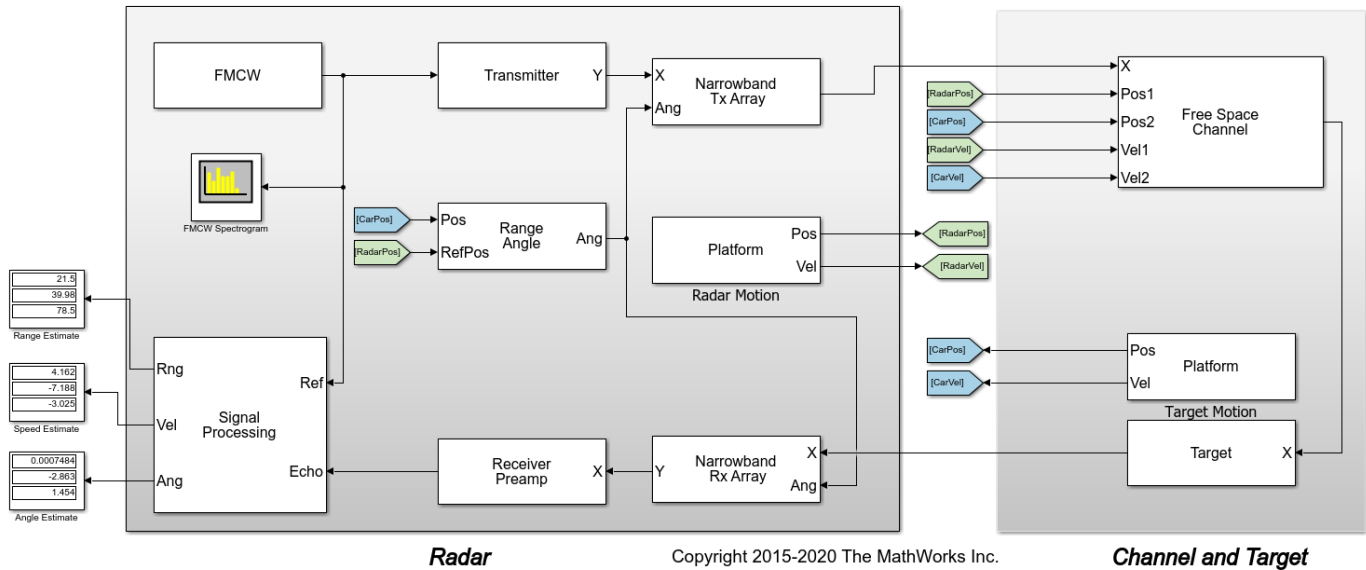 FMCW
Transmitter
Y
X
Ang
Narrowband
Tx Array
X
Pos1
Pos2
Vel1
Vel2
Free Space
Channel
[RadarPos]
[CarPos]
[RadarVel]
[CarVel]
FMCW Spectrogram
[CarPos]
[RadarPos]
Pos
RefPos
Range
Angle
Ang
Platform
Pos
Vel
Radar Motion
[RadarPos]
[RadarVel]
21.5
39.98
78.5
Range Estimate
4.162
-7.188
-3.025
Speed Estimate
0.0007484
-2.863
1.454
Angle Estimate
Rng
Vel
Ang
Signal
Processing
Ref
Echo
Receiver
Preamp
X
Y
Narrowband
Rx Array
X
Ang
[CarPos]
[CarVel]
Pos
Vel
Platform
Target Motion
Target
X
Radar
Copyright 2015-2020 The MathWorks Inc.
Channel and Target